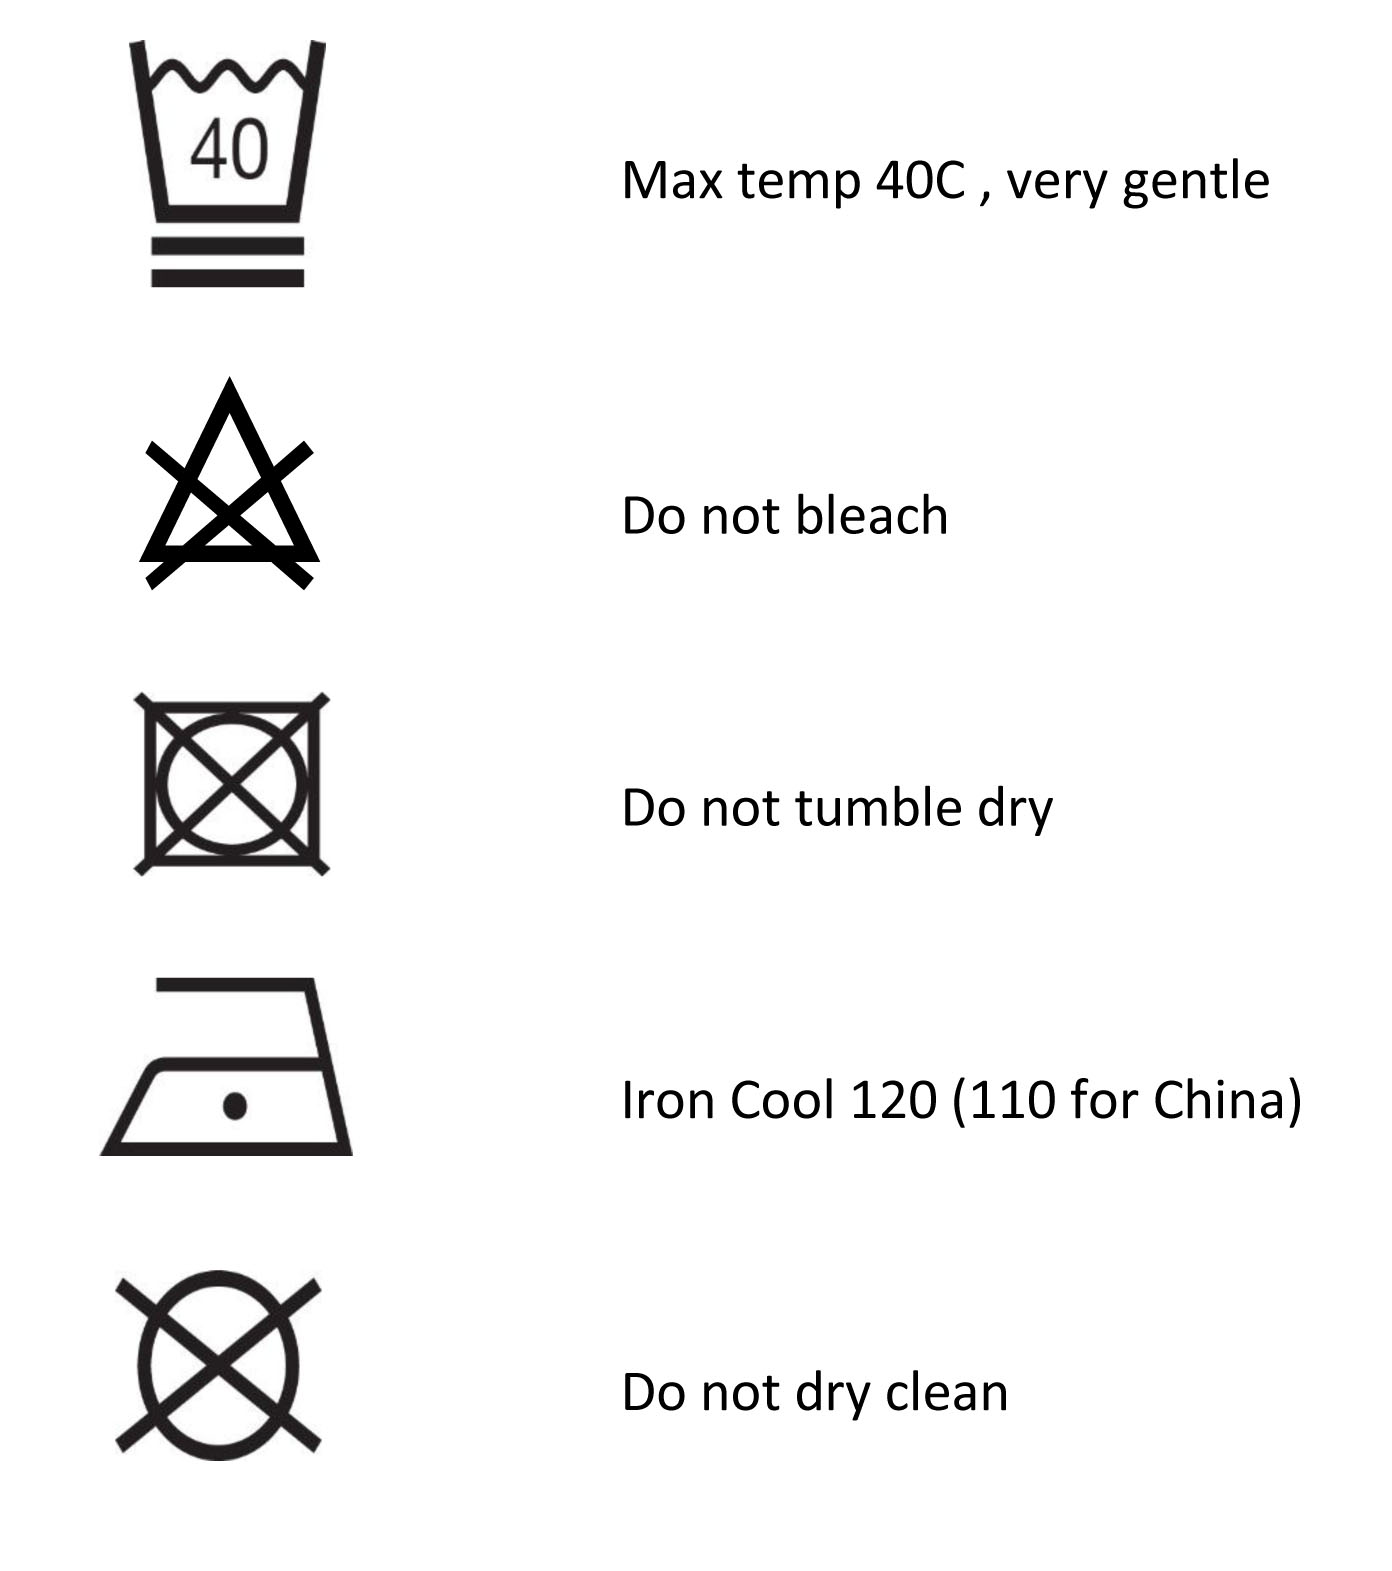 40
Max temp 40C , very gentle
Do not bleach
Do not tumble dry
Iron Cool 120 (110 for China)
Do not dry clean